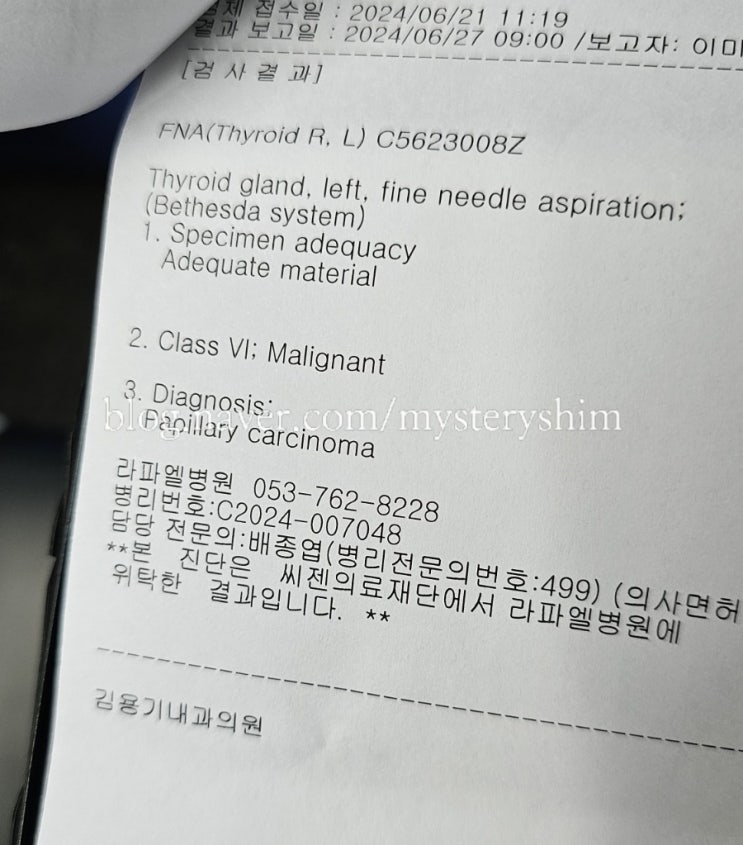 접수일 : 2024/06/21 11:19
결과 보고일 : 2024/06/27 09:00 /보고자: 이미
[검 사 결 과]
FNA(Thyroid R, L) C5623008Z
Thyroid gland, left, fine needle aspiration;
(Bethesda system)
1. Specimen adequacy
Adequate material
2. Class VI; Malignant
3. Diagnosis:
blog.naver.com/mysteryshim
Papillary carcinoma
라파엘병원 053-762-8228
병리번호:C2024-007048
담당 전문의:배종엽(병리전문의번호:499) (의사면허
**본 진단은 씨젠의료재단에서 라파엘병원에
위탁한 결과입니다. **
김용기내과의원